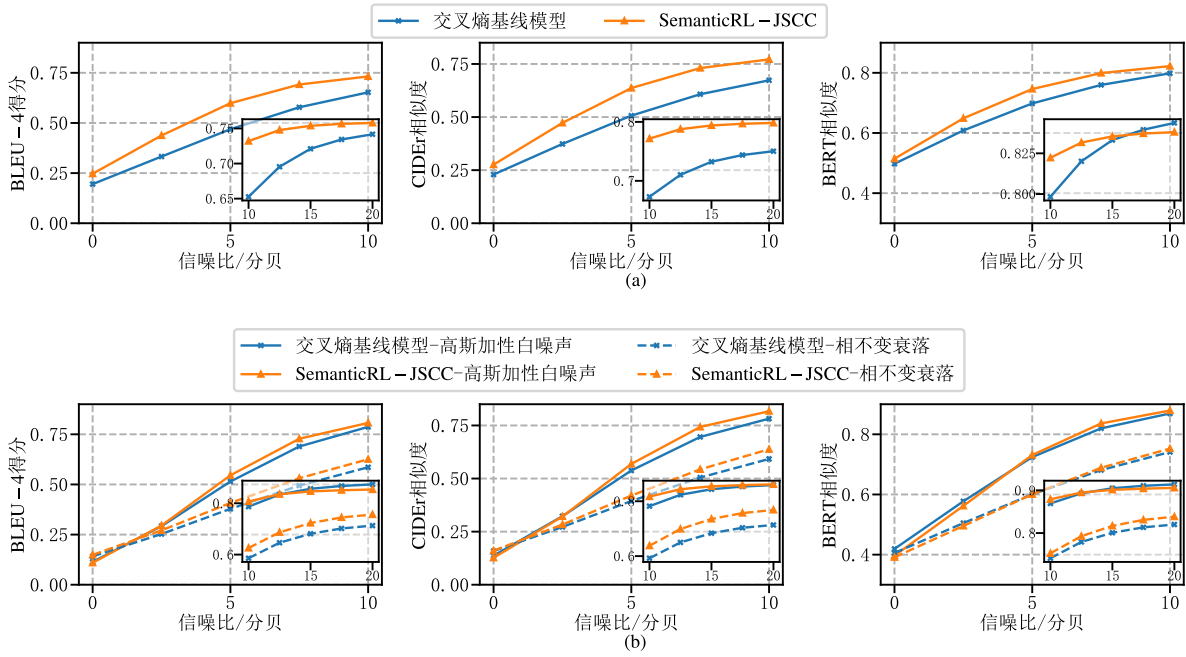 交叉熵基线模型 SemanticRL-JSCC
BLEU-4得分
0.75
0.50
0.25
0.00
0 5 10
信噪比/分贝
0.75
0.70
0.65
10 15 20
CIDEr相似度
0.75
0.50
0.25
0.00
0 5 10
信噪比/分贝
0.8
0.7
10 15 20
BERT相似度
0.8
0.6
0.4
0 5 10
信噪比/分贝
0.825
0.800
10 15 20
(a)
交叉熵基线模型-高斯加性白噪声 交叉熵基线模型-相不变衰落
SemanticRL-JSCC-高斯加性白噪声 SemanticRL-JSCC-相不变衰落
BLEU-4得分
0.75
0.50
0.25
0.00
0 5 10
信噪比/分贝
0.8
0.6
10 15 20
CIDEr相似度
0.75
0.50
0.25
0.00
0 5 10
信噪比/分贝
0.8
0.6
10 15 20
BERT相似度
0.8
0.6
0.4
0 5 10
信噪比/分贝
0.9
0.8
10 15 20
(b)